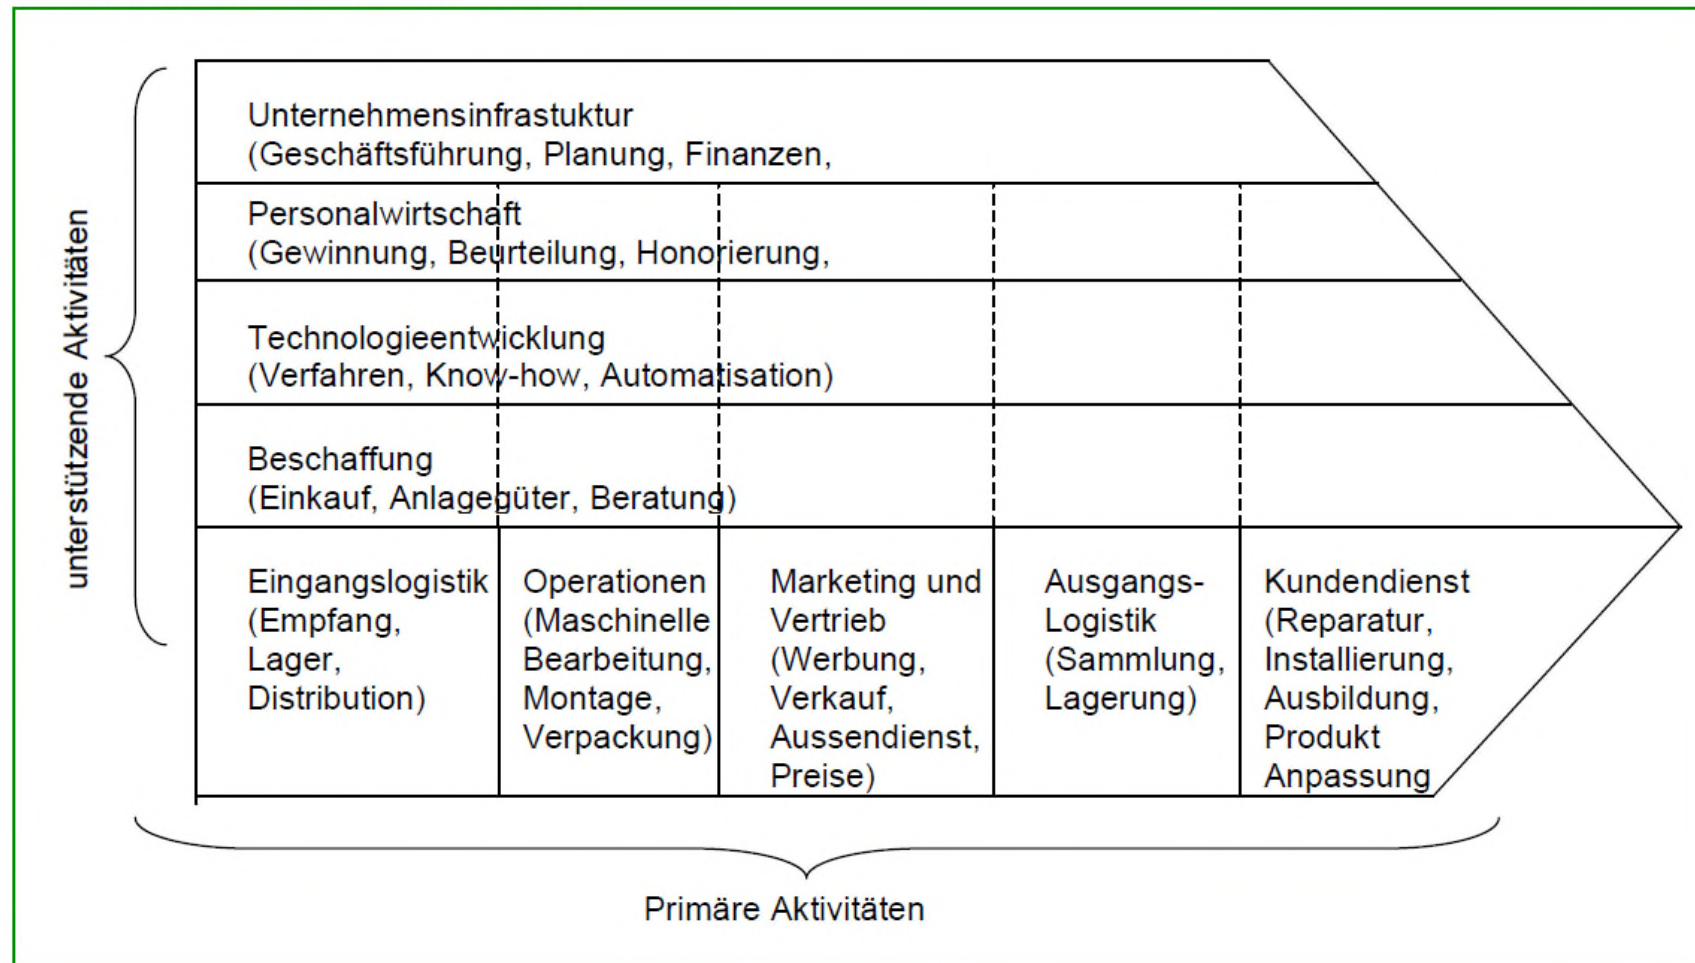 Unternehmensinfrastuktur
(Geschäftsführung, Planung, Finanzen,
Personalwirtschaft
(Gewinnung, Beurteilung, Honorierung,
Technologieentwicklung
(Verfahren, Know-how, Automatisation)
Beschaffung
(Einkauf, Anlagegüter, Beratung)
unterstützende Aktivitäten
Eingangslogistik
(Empfang,
Lager,
Distribution)
Operationen
(Maschinelle
Bearbeitung,
Montage,
Verpackung)
Marketing und
Vertrieb
(Werbung,
Verkauf,
Aussendienst,
Preise)
Ausgangs-
Logistik
(Sammlung,
Lagerung)
Kundendienst
(Reparatur,
Installierung,
Ausbildung,
Produkt
Anpassung
Primäre Aktivitäten